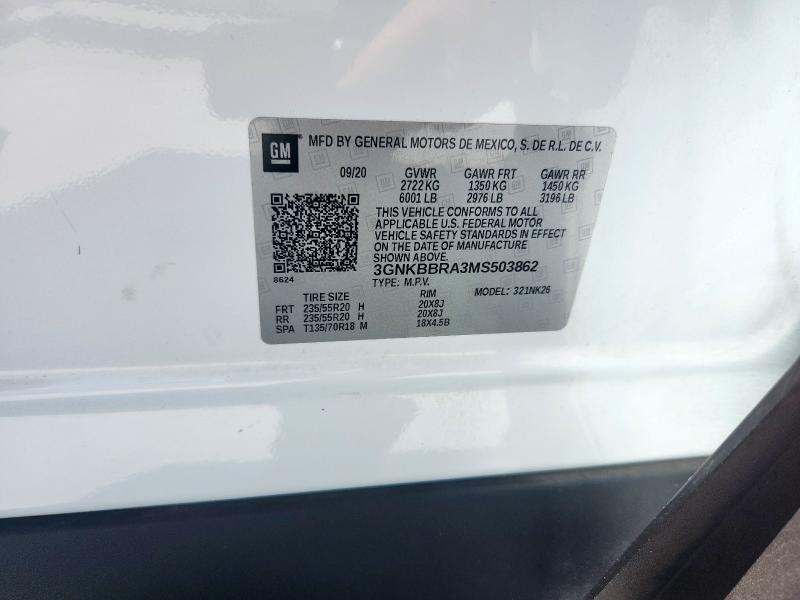 GM MFD BY GENERAL MOTORS DE MEXICO, S. DE R.L. DE C.V.
09/20 GVWR GAWR FRT GAWR RR
2722 KG 1350 KG 1450 KG
6001 LB 2976 LB 3196 LB
THIS VEHICLE CONFORMS TO ALL
APPLICABLE U.S. FEDERAL MOTOR
VEHICLE SAFETY STANDARDS IN EFFECT
ON THE DATE OF MANUFACTURE
SHOWN ABOVE.
3GNKBBRA3MS503862
8624 TYPE: M.P.V. MODEL: 321NK26
TIRE SIZE RIM
FRT 235/55R20 H 20X8J
RR 235/55R20 H 20X8J
SPA T135/70R18 M 18X4.5B